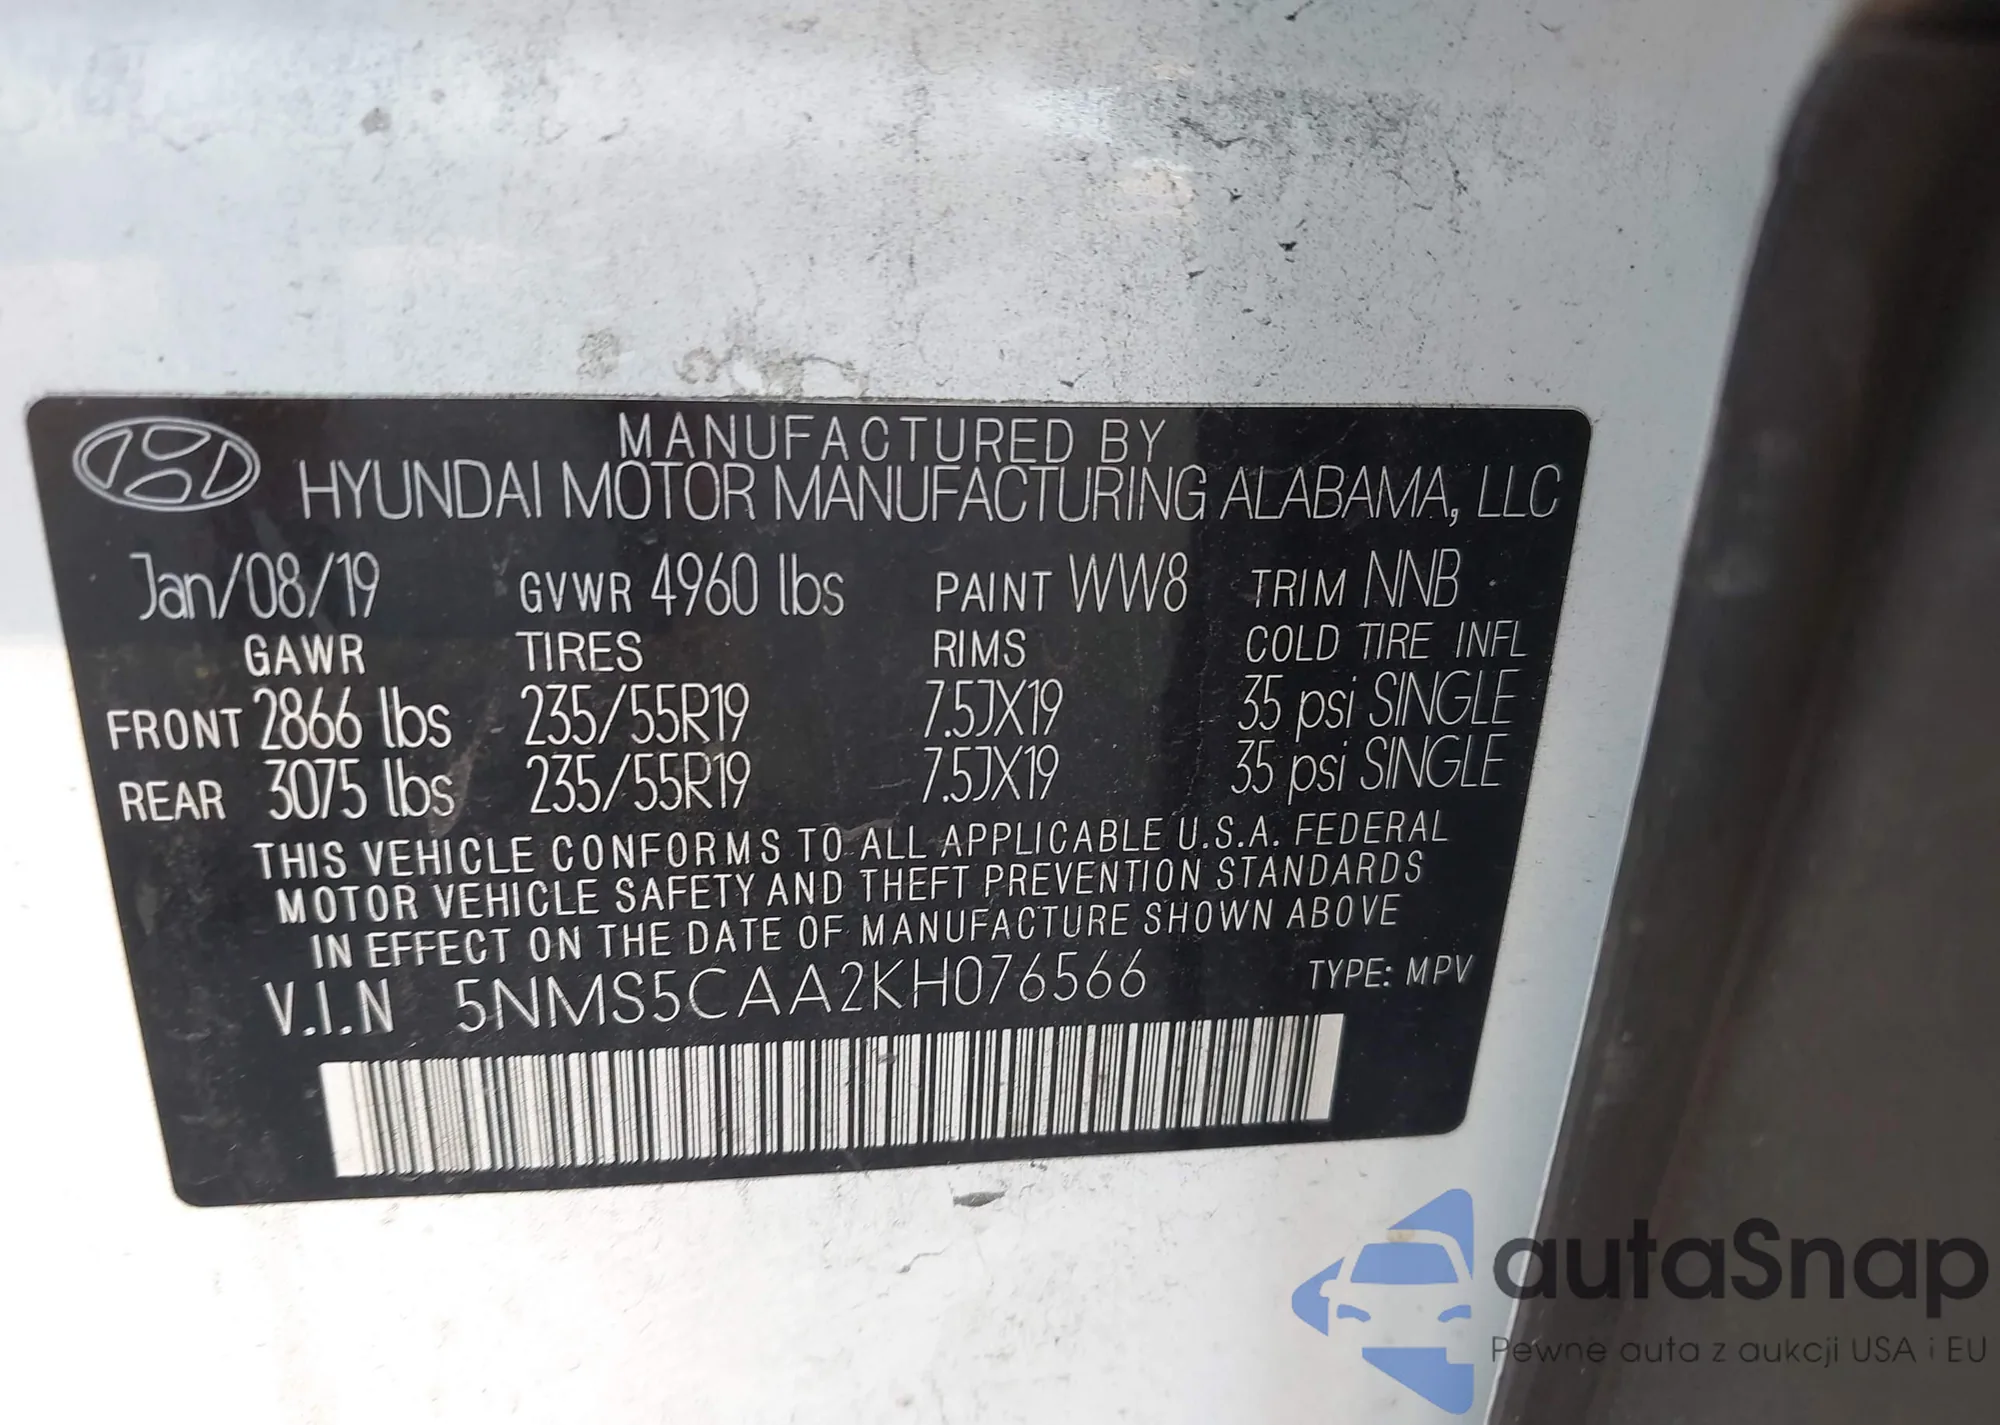 MANUFACTURED BY
HYUNDAI MOTOR MANUFACTURING ALABAMA, LLC
Jan/08/19 GVWR 4960 lbs PAINT WW8 TRIM NNB
GAWR TIRES RIMS COLD TIRE INFL
FRONT 2866 lbs 235/55R19 7.5JX19 35 psi SINGLE
REAR 3075 lbs 235/55R19 7.5JX19 35 psi SINGLE
THIS VEHICLE CONFORMS TO ALL APPLICABLE U.S.A. FEDERAL
MOTOR VEHICLE SAFETY AND THEFT PREVENTION STANDARDS
IN EFFECT ON THE DATE OF MANUFACTURE SHOWN ABOVE
V.I.N 5NMS5CAA2KH076566 TYPE: MPV
autaSnap
Pewne auta z aukcji USA i EU